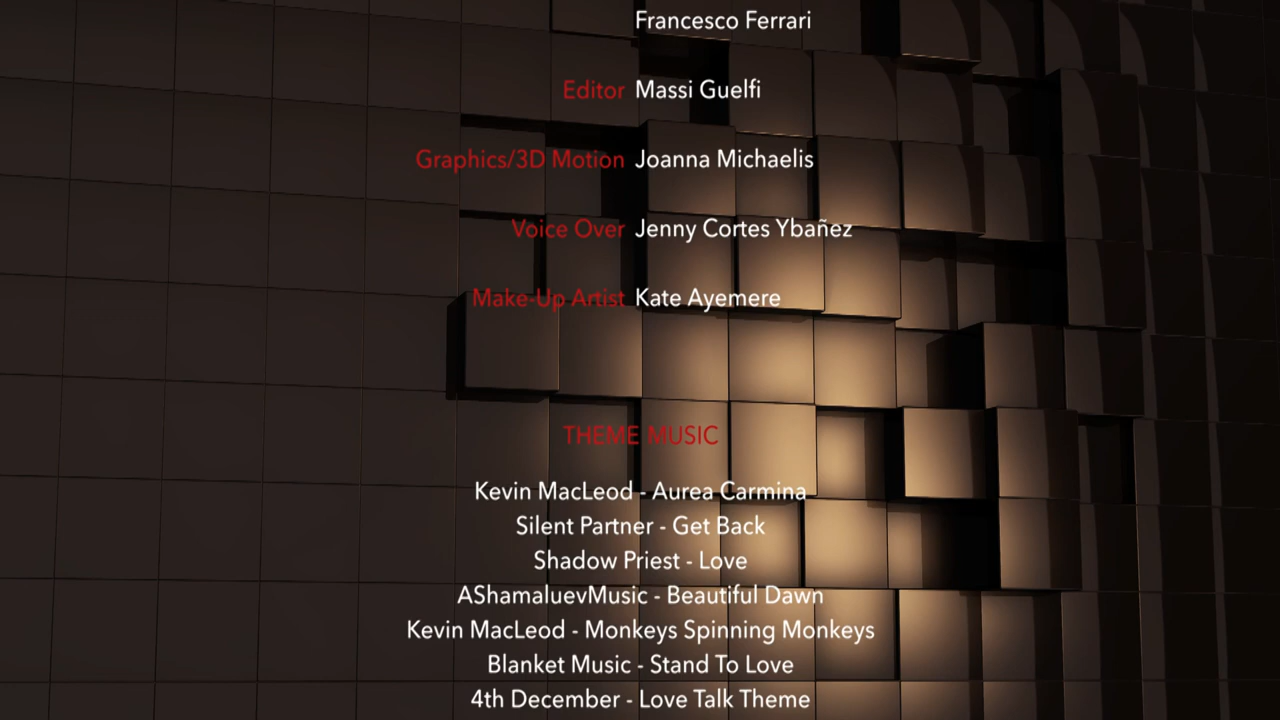 Francesco Ferrari
Editor Massi Guelfi
Graphics/3D Motion Joanna Michaelis
Voice Over Jenny Cortes Ybañez
Make-Up Artist Kate Ayemere
THEME MUSIC
Kevin MacLeod - Aurea Carmina
Silent Partner - Get Back
Shadow Priest - Love
AShamaluevMusic - Beautiful Dawn
Kevin MacLeod - Monkeys Spinning Monkeys
Blanket Music - Stand To Love
4th December - Love Talk Theme